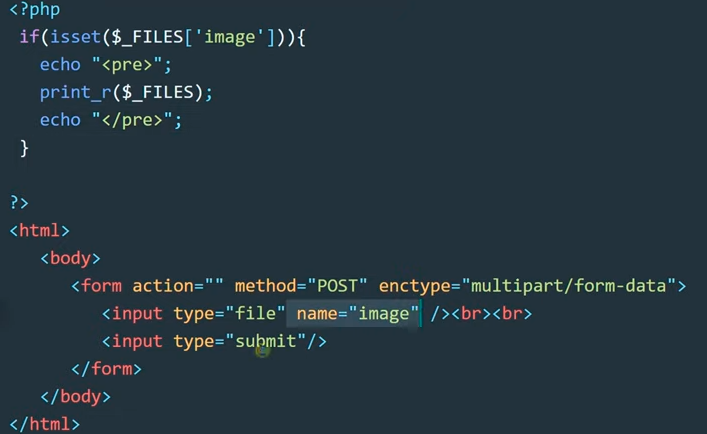 <?php
if(isset($_FILES['image'])){
echo "<pre>";
print_r($_FILES);
echo "</pre>";
}
?>
<html>
<body>
<form action="" method="POST" enctype="multipart/form-data">
<input type="file" name="image" /><br><br>
<input type="submit"/>
</form>
</body>
</html>